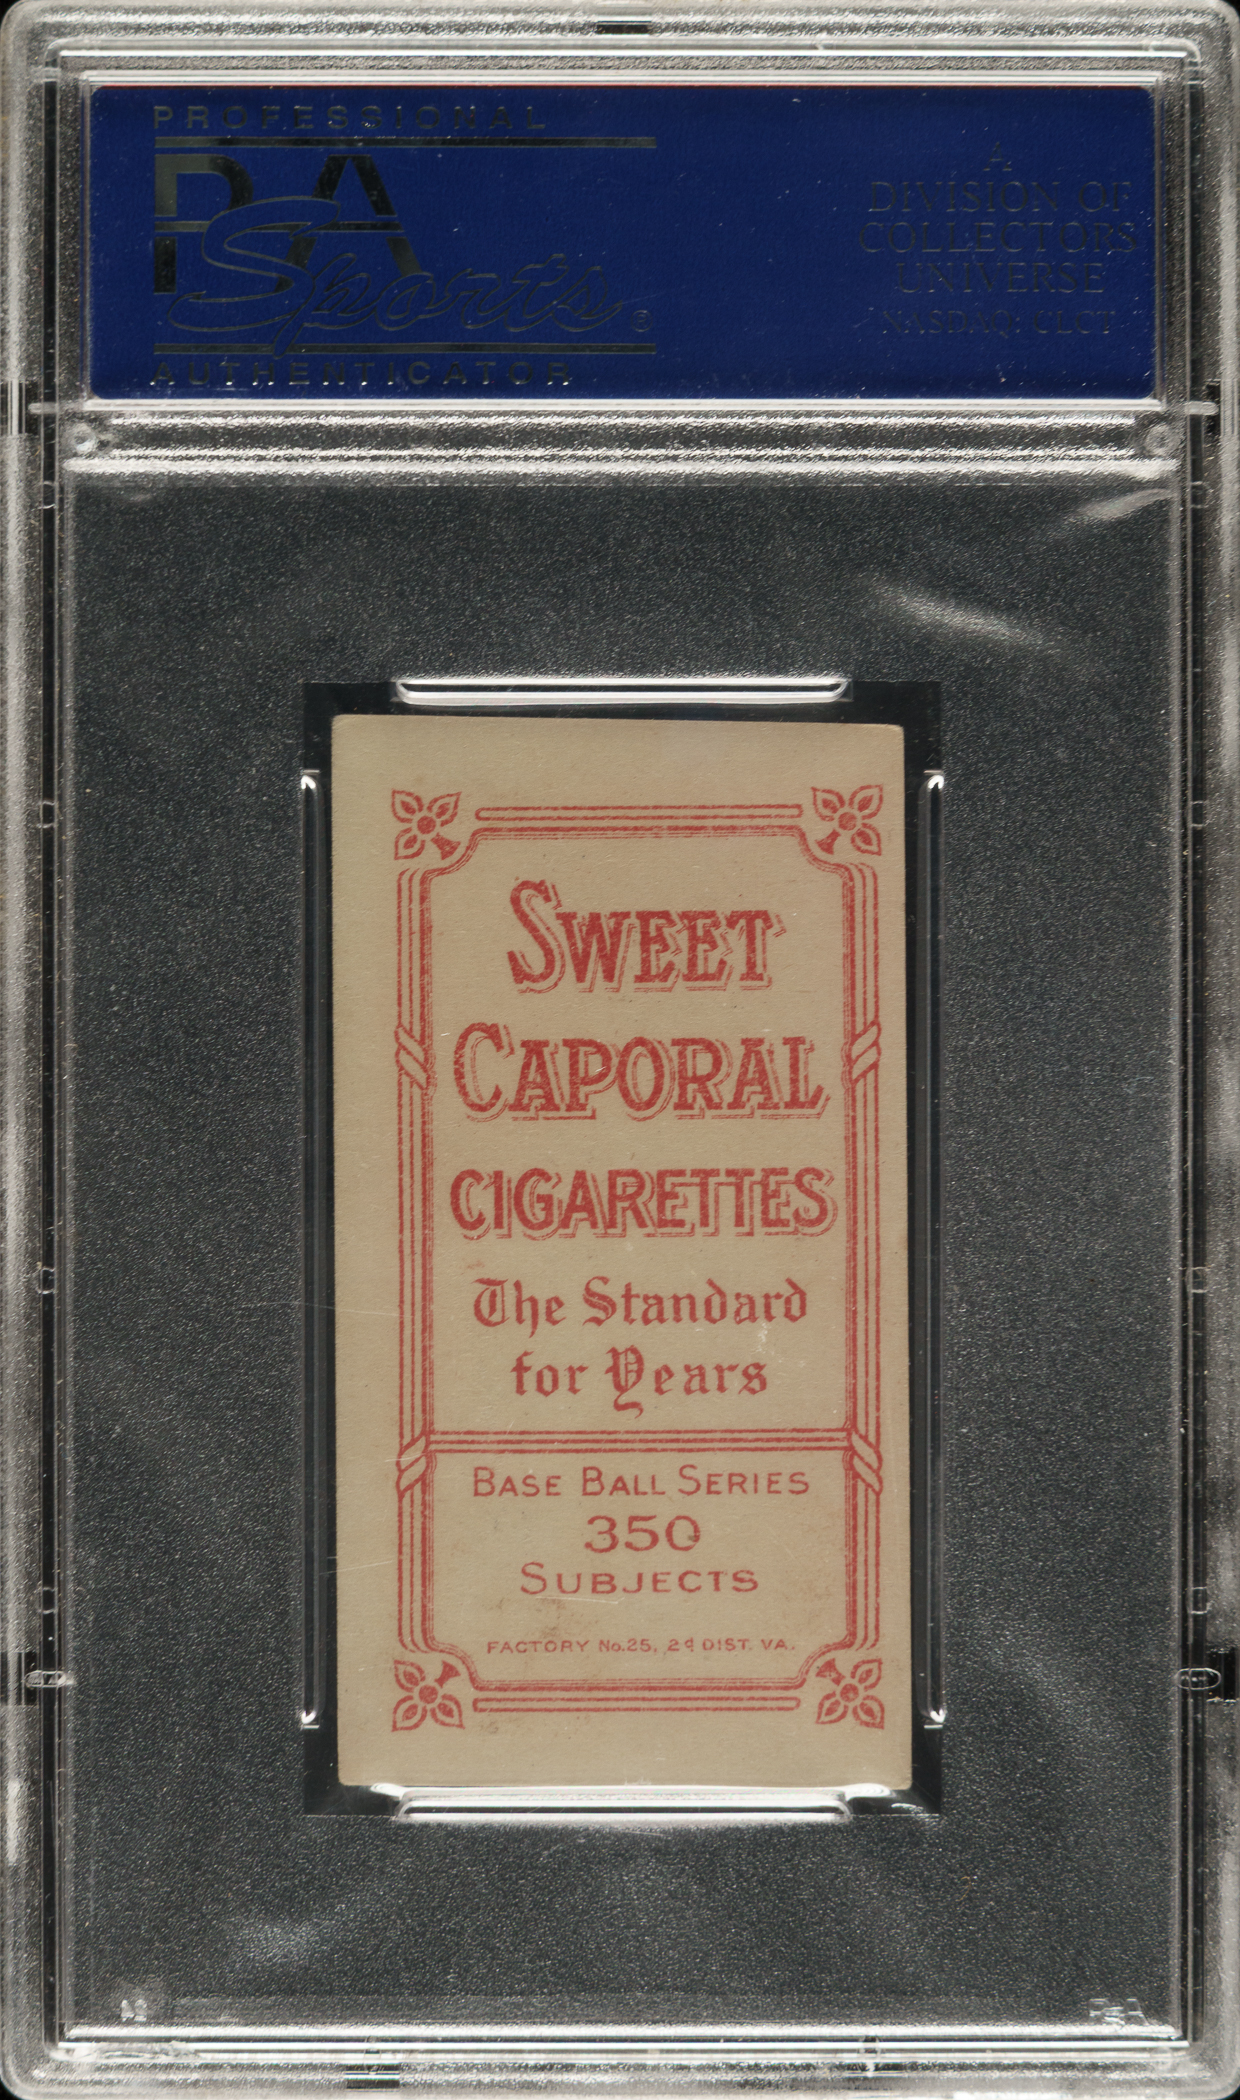 PROFESSIONAL
PSA
Sports®
AUTHENTICATOR
A
DIVISION OF
COLLECTORS
UNIVERSE
NASDAQ: CLCT
SWEET
CAPORAL
CIGARETTES
The Standard
for Years
BASE BALL SERIES
350
SUBJECTS
FACTORY No.25, 2d DIST. VA.
PSA